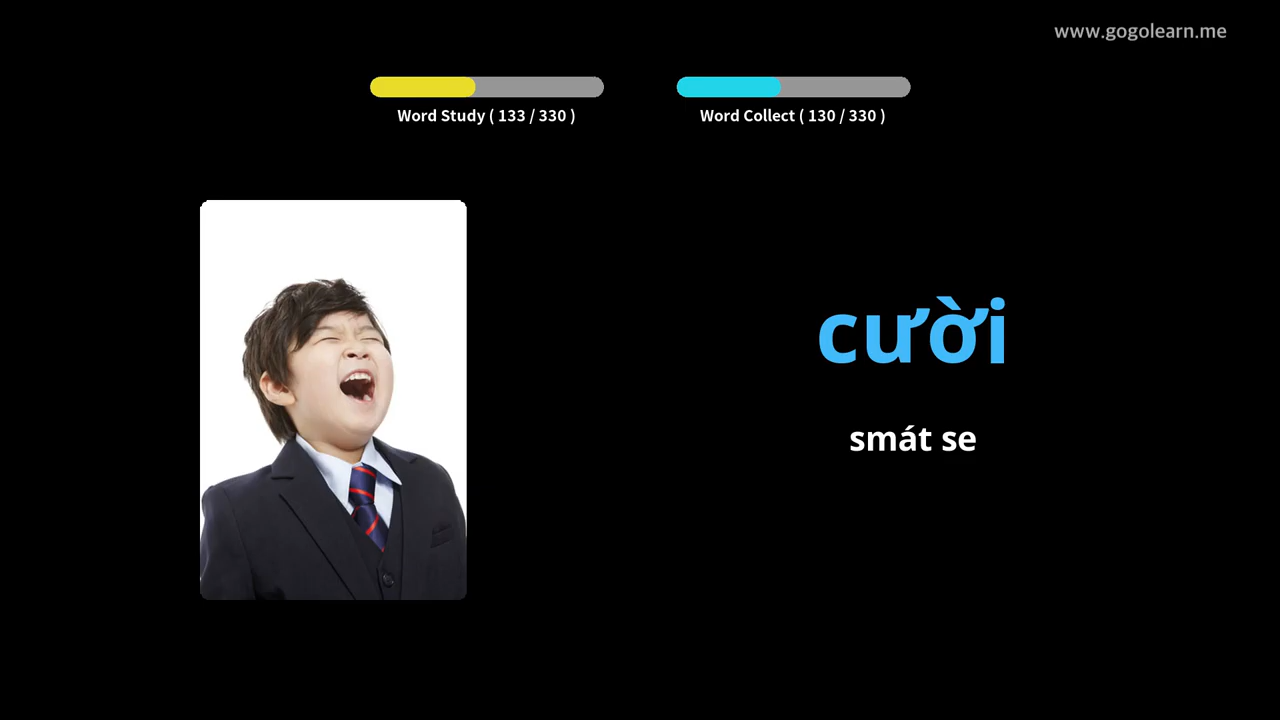 www.gogolearn.me
Word Study ( 133 / 330 )
Word Collect ( 130 / 330 )
cười
smát se